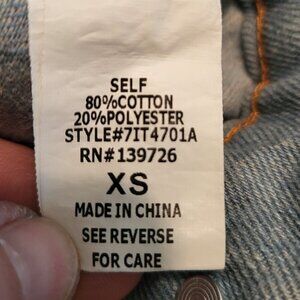 SELF
80%COTTON
20%POLYESTER
STYLE#7IT4701A
RN#139726
XS
MADE IN CHINA
SEE REVERSE
FOR CARE